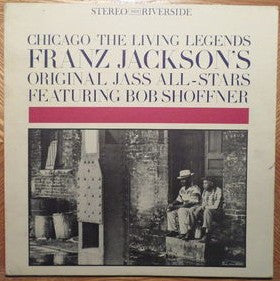 STEREO RIVERSIDE
CHICAGO THE LIVING LEGENDS
FRANZ JACKSON'S
ORIGINAL JASS ALL-STARS
FEATURING BOB SHOFFNER